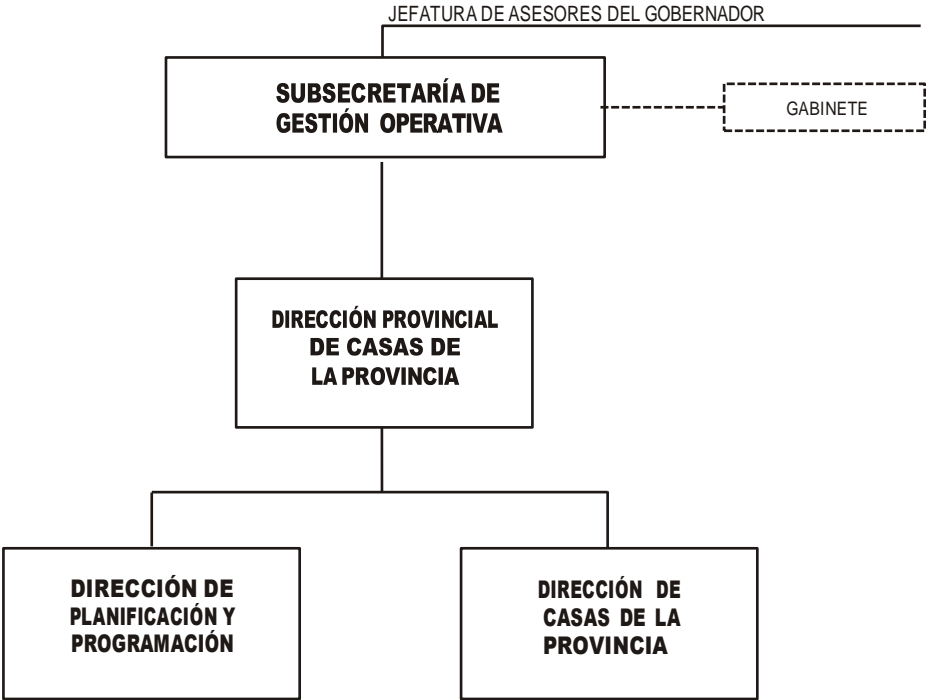 JEFATURA DE ASESORES DEL GOBERNADOR
SUBSECRETARÍA DE
GESTIÓN OPERATIVA
GABINETE
DIRECCIÓN PROVINCIAL
DE CASAS DE
LA PROVINCIA
DIRECCIÓN DE
PLANIFICACIÓN Y
PROGRAMACIÓN
DIRECCIÓN DE
CASAS DE LA
PROVINCIA